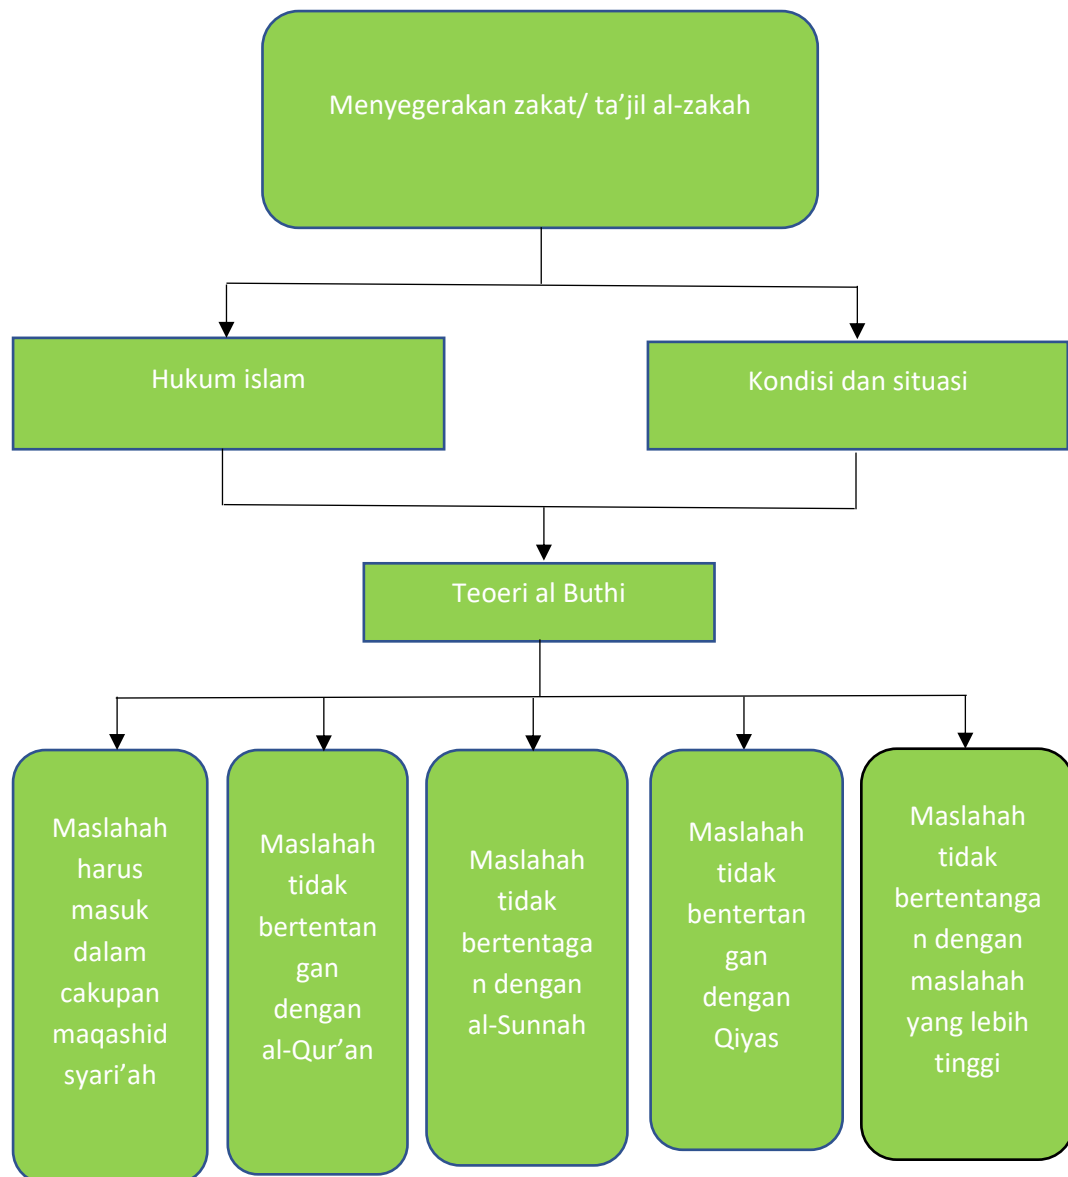 Menyegerakan zakat/ ta’jil al-zakah
Hukum islam
Kondisi dan situasi
Teoeri al Buthi
Maslahah
harus
masuk
dalam
cakupan
maqashid
syari’ah
Maslahah
tidak
bertentan
gan
dengan
al-Qur’an
Maslahah
tidak
bertentaga
n dengan
al-Sunnah
Maslahah
tidak
bentertan
gan
dengan
Qiyas
Maslahah
tidak
bertentanga
n dengan
maslahah
yang lebih
tinggi